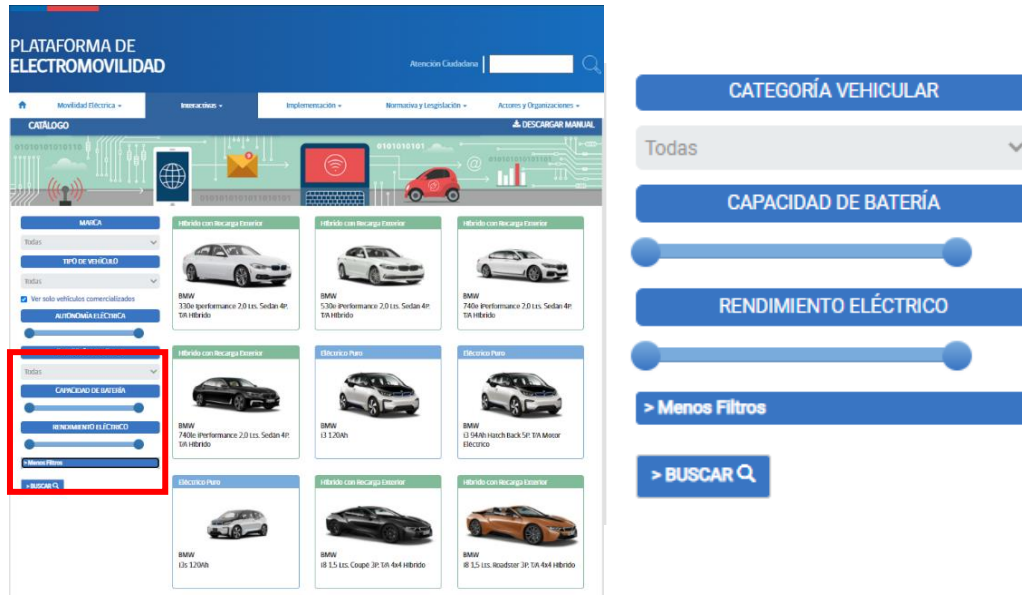 PLATAFORMA DE
ELECTROMOVILIDAD
Atención Ciudadana
Movilidad Eléctrica
Interactivos
Implementación
Normativa y Lesgislación
Actores y Organizaciones
CATÁLOGO
DESCARGAR MANUAL
0101010101010110
010101010101
01010101010101
010101010101101010101
MARCA
Todas
TIPO DE VEHÍCULO
Todas
Ver solo vehículos comercializados
AUTONOMÍA ELÉCTRICA
Todas
CAPACIDAD DE BATERÍA
RENDIMIENTO ELÉCTRICO
> Menos Filtros
> BUSCAR
Híbrido con Recarga Exterior
BMW
330e iperformance 2,0 Lts. Sedán 4P.
T/A Híbrido
Híbrido con Recarga Exterior
BMW
530e iPerformance 2,0 Lts. Sedan 4P.
T/A Híbrido
Híbrido con Recarga Exterior
BMW
740e iPerformance 2,0 Lts. Sedan 4P.
T/A Híbrido
Híbrido con Recarga Exterior
BMW
740le iPerformance 2,0 Lts. Sedán 4P.
T/A Híbrido
Eléctrico Puro
BMW
i3 120Ah
Eléctrico Puro
BMW
i3 94Ah Hatch Back 5P. T/A Motor
Eléctrico
Eléctrico Puro
BMW
i3s 120Ah
Híbrido con Recarga Exterior
BMW
i8 1,5 Lts. Coupe 3P. T/A 4x4 Híbrido
Híbrido con Recarga Exterior
BMW
i8 1,5 Lts. Roadster 3P. T/A 4x4 Híbrido
CATEGORÍA VEHICULAR
Todas
CAPACIDAD DE BATERÍA
RENDIMIENTO ELÉCTRICO
> Menos Filtros
> BUSCAR